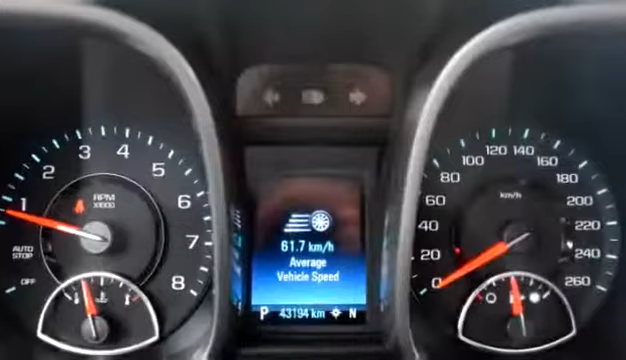 1
2
3
4
5
6
7
8
RPM
X1000
AUTO
STOP
OFF
61.7 km/h
Average
Vehicle Speed
P 43194 km N
0
20
40
60
80
100
120
140
160
180
200
220
240
260
km/h